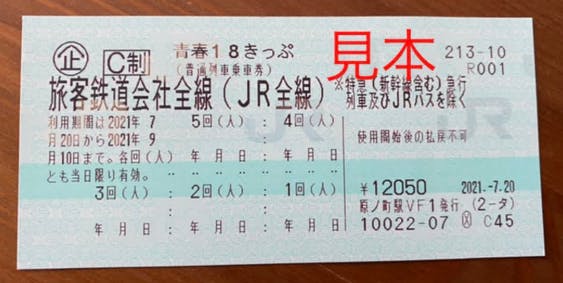 企 C制 青春18きっぷ 見本 213-10
(普通列車乗車券) R001
旅客鉄道会社全線(JR全線) ※特急(新幹線含む)急行
列車及びJRバスを除く
利用期間は2021年7 5回(人) 4回(人)
月20日から2021年9
月10日まで。各回(人) 年 月 日 年 月 日
とも当日限り有効。
使用開始後の払戻不可
3回(人) 2回(人) 1回(人)
年 月 日 年 月 日 年 月 日
¥12050 2021.-7.20
原ノ町駅VF1発行 (2-タ)
10022-07 X C45